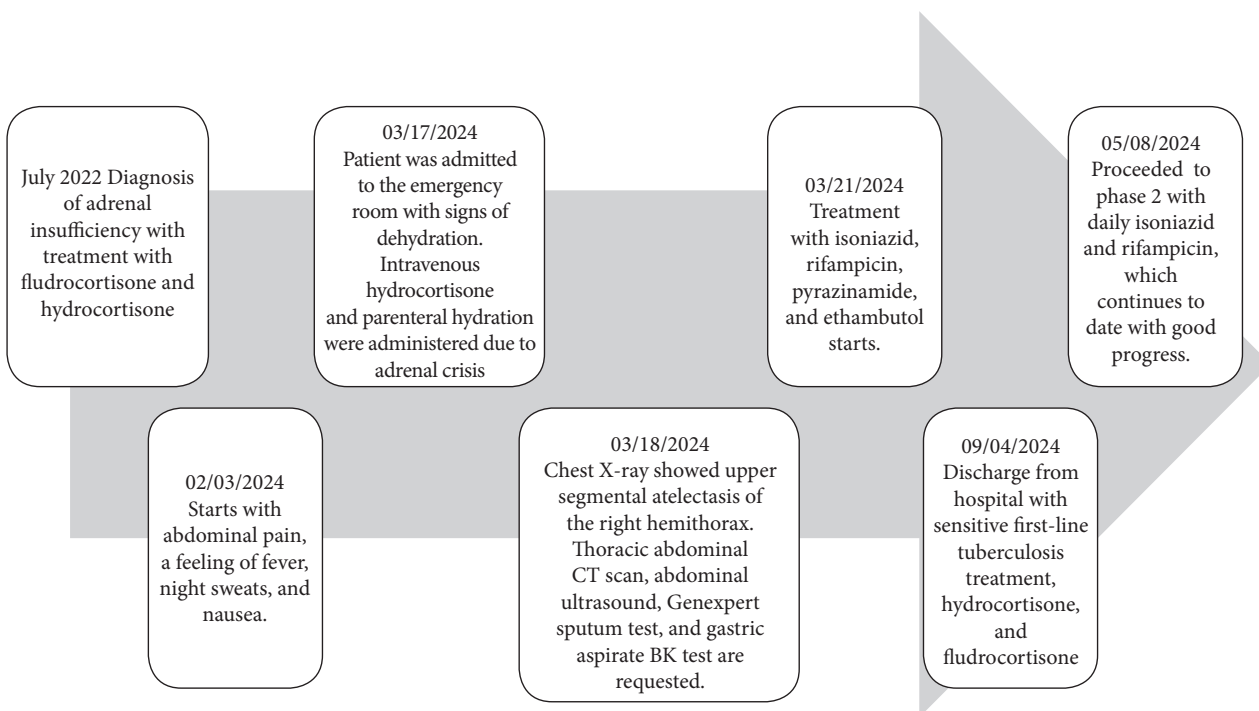 July 2022 Diagnosis
of adrenal
insufficiency with
treatment with
fludrocortisone and
hydrocortisone
02/03/2024
Starts with
abdominal pain,
a feeling of fever,
night sweats, and
nausea.
03/17/2024
Patient was admitted
to the emergency
room with signs of
dehydration.
Intravenous
hydrocortisone
and parenteral hydration
were administered due to
adrenal crisis
03/18/2024
Chest X-ray showed upper
segmental atelectasis of
the right hemithorax.
Thoracic abdominal
CT scan, abdominal
ultrasound, Genexpert
sputum test, and gastric
aspirate BK test are
requested.
03/21/2024
Treatment
with isoniazid,
rifampicin,
pyrazinamide,
and ethambutol
starts.
09/04/2024
Discharge from
hospital with
sensitive first-line
tuberculosis
treatment,
hydrocortisone,
and
fludrocortisone
05/08/2024
Proceeded to
phase 2 with
daily isoniazid
and rifampicin,
which
continues to
date with good
progress.